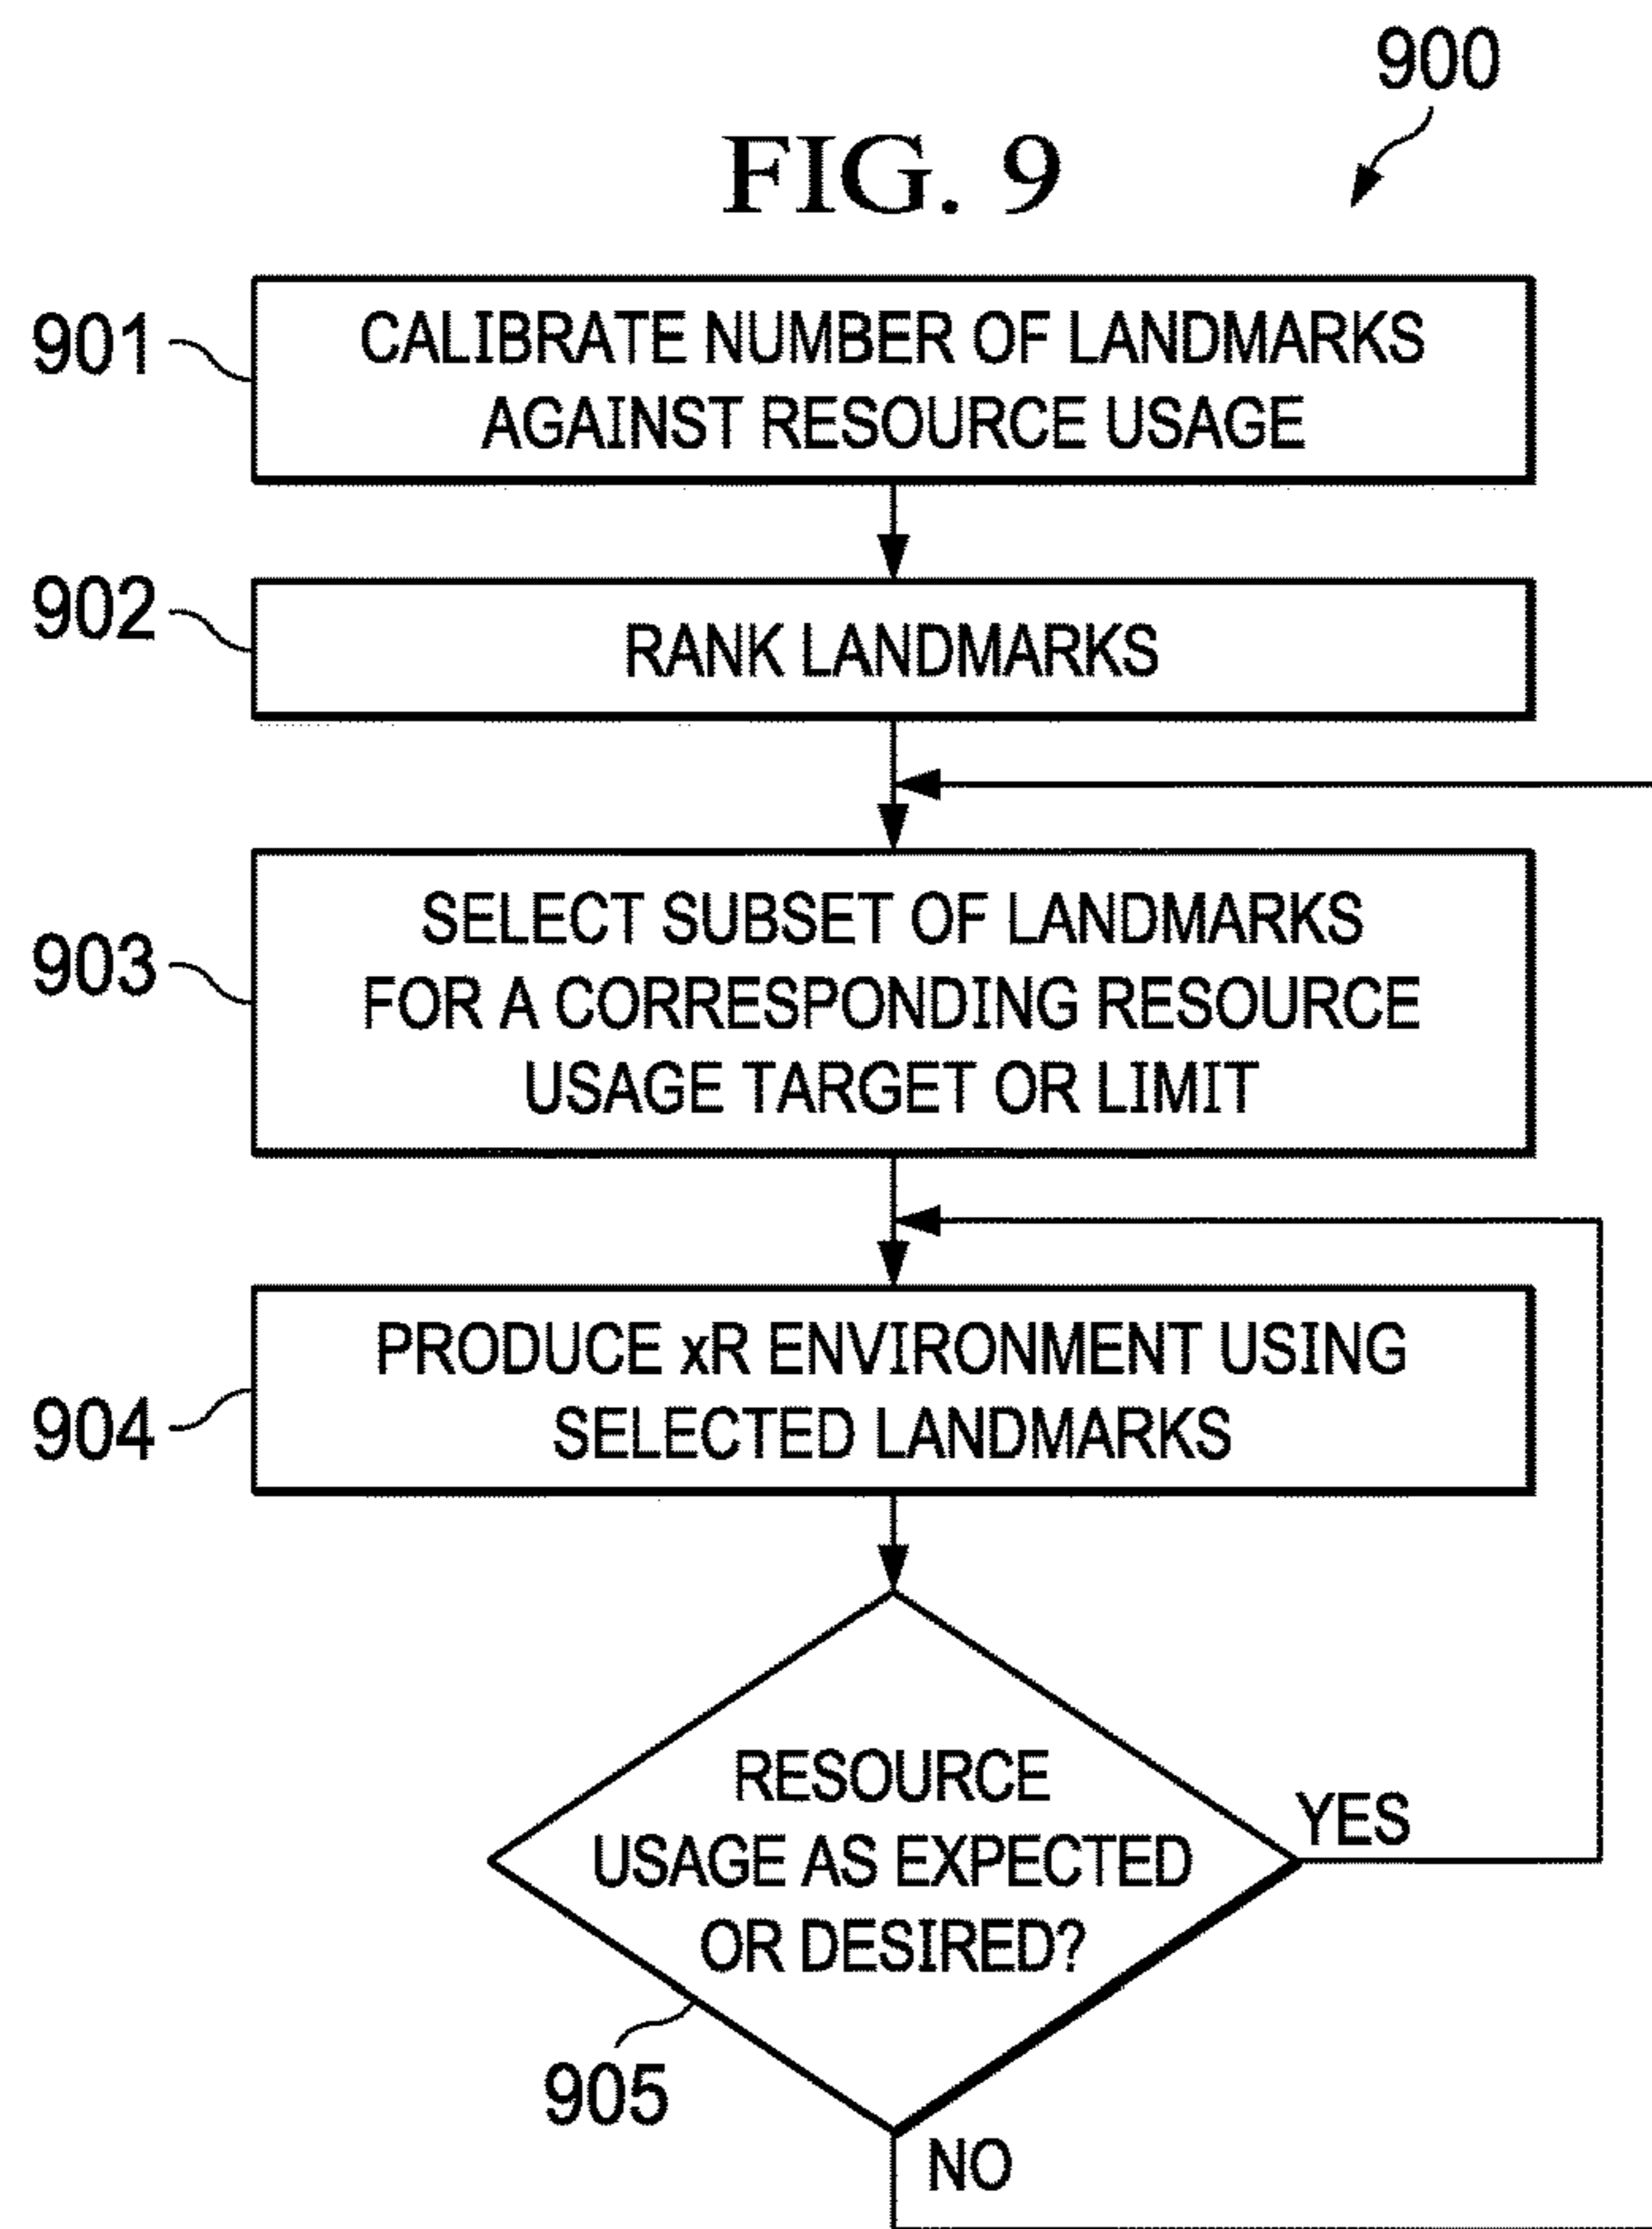 900
FIG. 9
901
CALIBRATE NUMBER OF LANDMARKS
AGAINST RESOURCE USAGE
902
RANK LANDMARKS
903
SELECT SUBSET OF LANDMARKS
FOR A CORRESPONDING RESOURCE
USAGE TARGET OR LIMIT
904
PRODUCE xR ENVIRONMENT USING
SELECTED LANDMARKS
RESOURCE
USAGE AS EXPECTED
OR DESIRED?
YES
905
NO